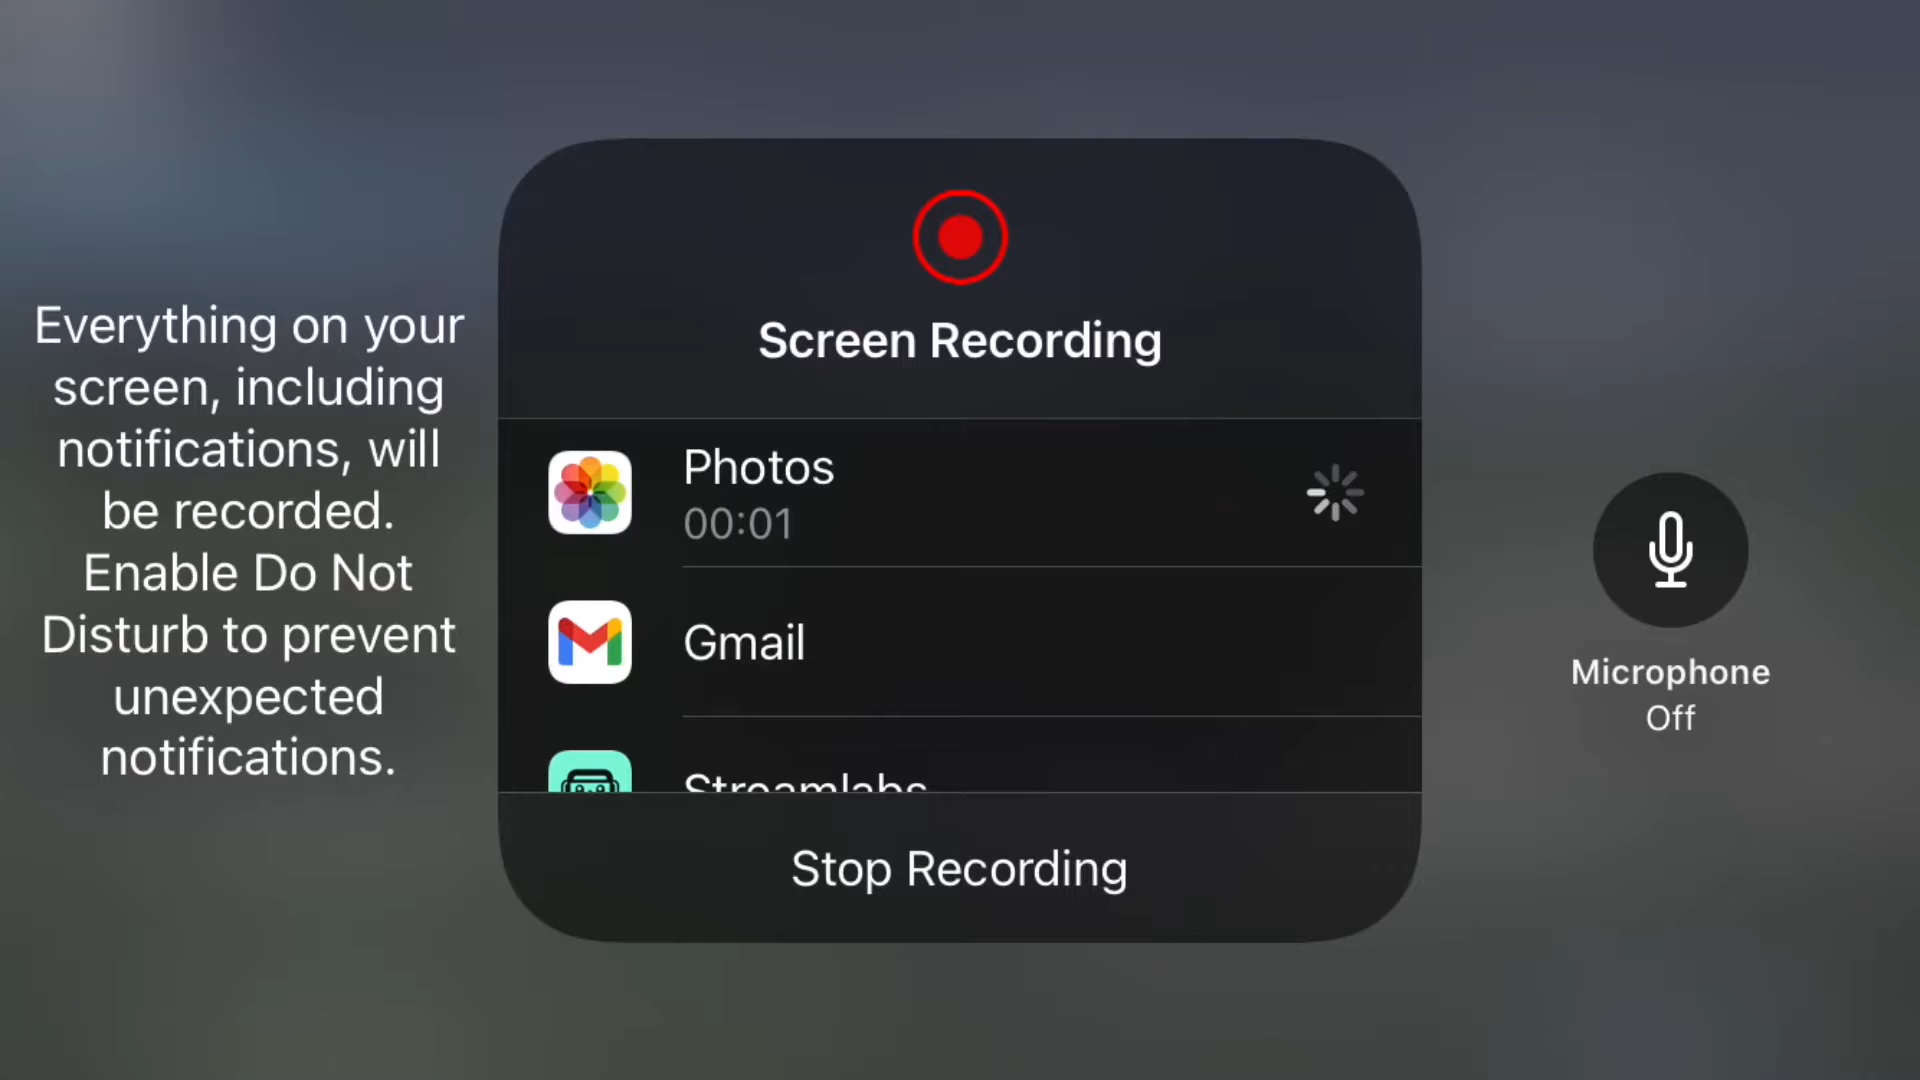 Everything on your
screen, including
notifications, will
be recorded.
Enable Do Not
Disturb to prevent
unexpected
notifications.
Screen Recording
Photos
00:01
Gmail
Streamlabs
Stop Recording
Microphone
Off